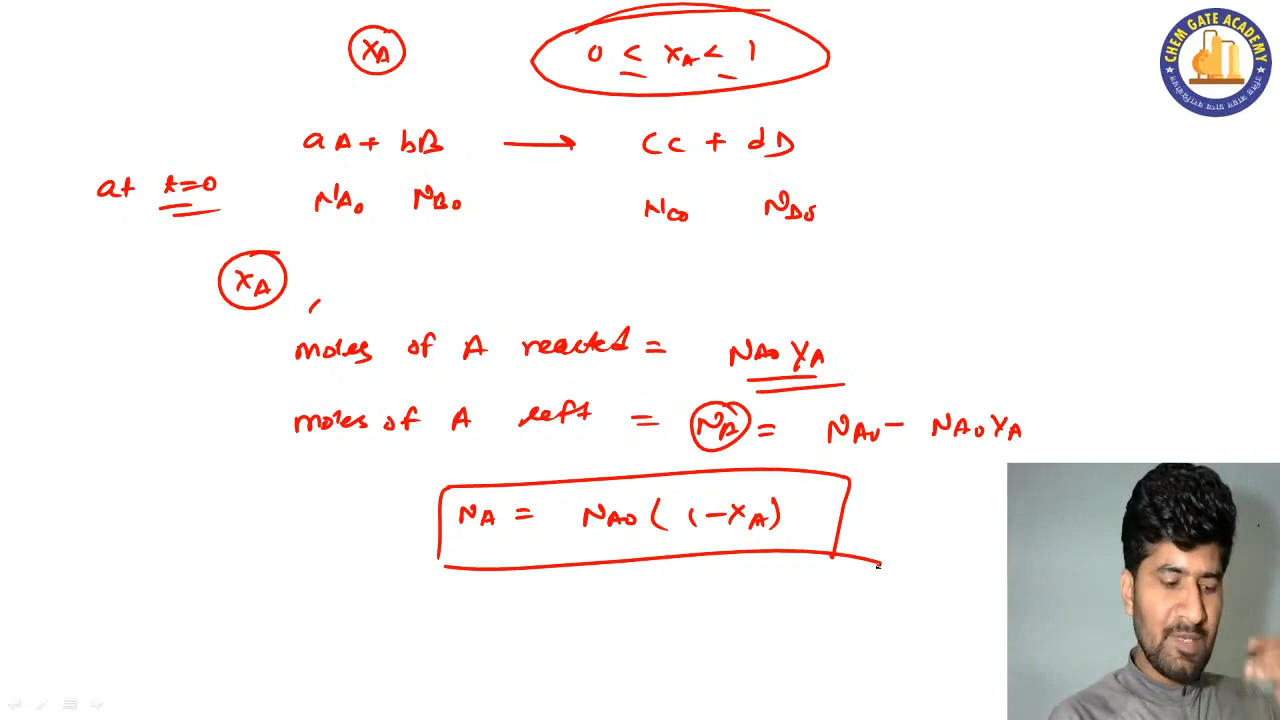 XA 0 < XA < 1
aA + bB → cC + dD
at t=0 NA0 NB0 NC0 ND0
XA ,
moles of A reacted = NA0 XA
moles of A left = NA = NA0 - NA0 XA
NA = NA0 ( 1 - XA )
CHEM GATE ACADEMY